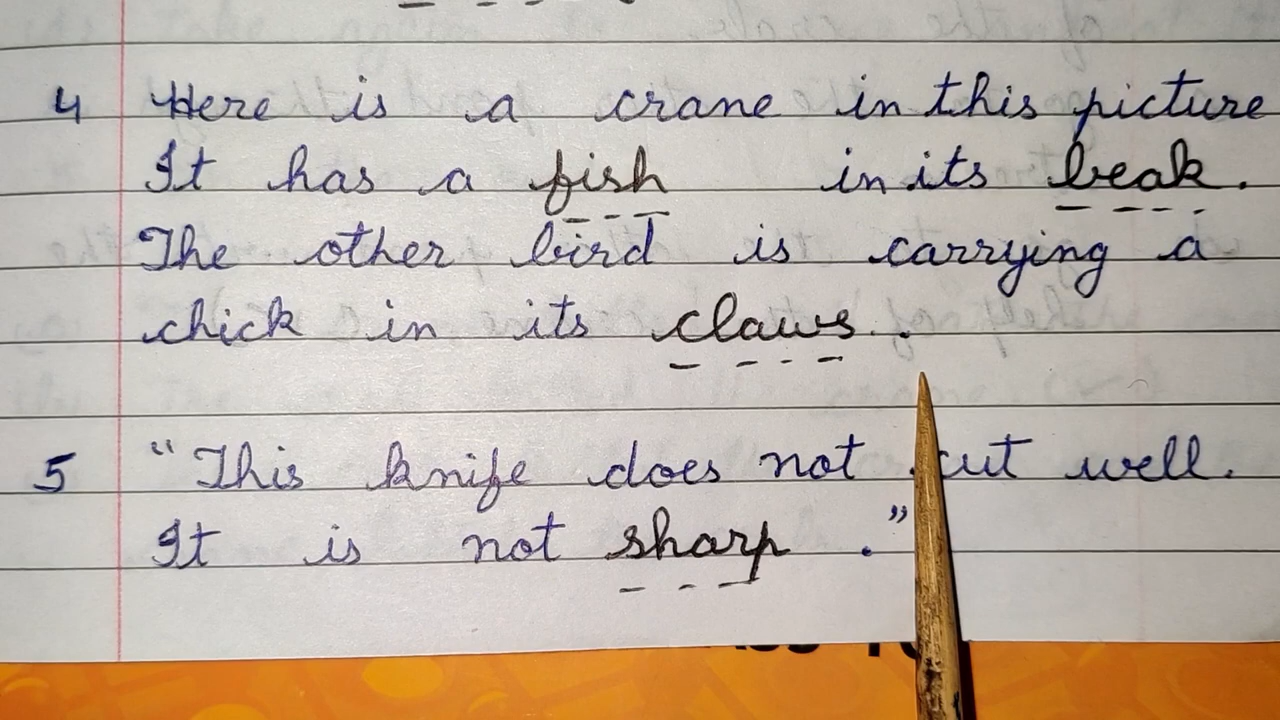 4 Here is a crane in this picture
It has a fish in its beak.
The other bird is carrying a
chick in its claws.
5 "This knife does not cut well.
It is not sharp."